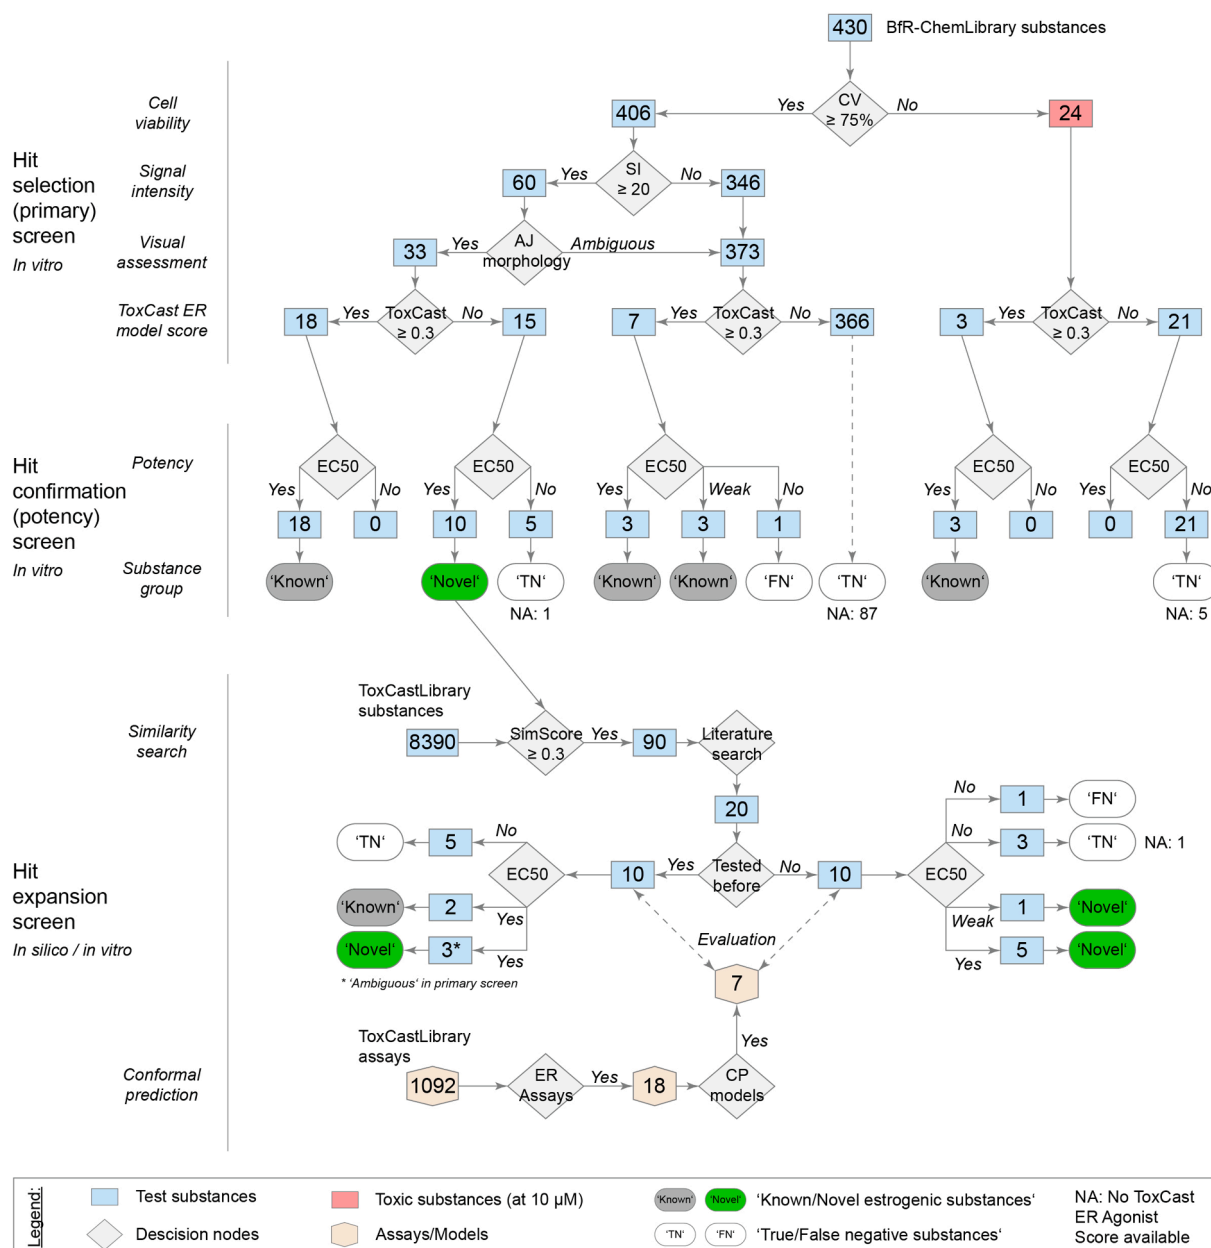 430
BfR-ChemLibrary substances
Cell
viability
406
Yes
CV
≥ 75%
No
24
Hit
selection
(primary)
screen
In vitro
Signal
intensity
60
Yes
SI
≥ 20
No
346
Visual
assessment
33
Yes
AJ
morphology
Ambiguous
373
ToxCast ER
model score
18
Yes
ToxCast
≥ 0.3
No
15
7
Yes
ToxCast
≥ 0.3
No
366
3
Yes
ToxCast
≥ 0.3
No
21
Hit
confirmation
(potency)
screen
In vitro
Potency
EC50
Yes
No
EC50
Yes
No
EC50
Yes
Weak
No
EC50
Yes
No
EC50
No
18
0
10
5
3
3
1
3
0
0
21
Substance
group
‘Known‘
‘Novel‘
‘TN‘
‘Known‘
‘Known‘
‘FN‘
‘TN‘
‘Known‘
‘TN‘
NA: 1
NA: 87
NA: 5
Hit
expansion
screen
In silico / in vitro
Similarity
search
ToxCastLibrary
substances
8390
SimScore
≥ 0.3
Yes
90
Literature
search
20
‘TN‘
5
No
EC50
10
Yes
Tested
before
No
10
EC50
No
1
‘FN‘
No
3
‘TN‘
NA: 1
‘Known‘
2
Yes
‘Novel‘
3*
Yes
* ‘Ambiguous‘ in primary screen
Weak
1
‘Novel‘
Yes
5
‘Novel‘
Evaluation
7
Yes
Conformal
prediction
ToxCastLibrary
assays
1092
ER
Assays
Yes
18
CP
models
Legend:
Test substances
Descision nodes
Toxic substances (at 10 µM)
Assays/Models
‘Known‘
‘Novel‘
‘Known/Novel estrogenic substances‘
‘TN‘
‘FN‘
‘True/False negative substances‘
NA: No ToxCast
ER Agonist
Score available